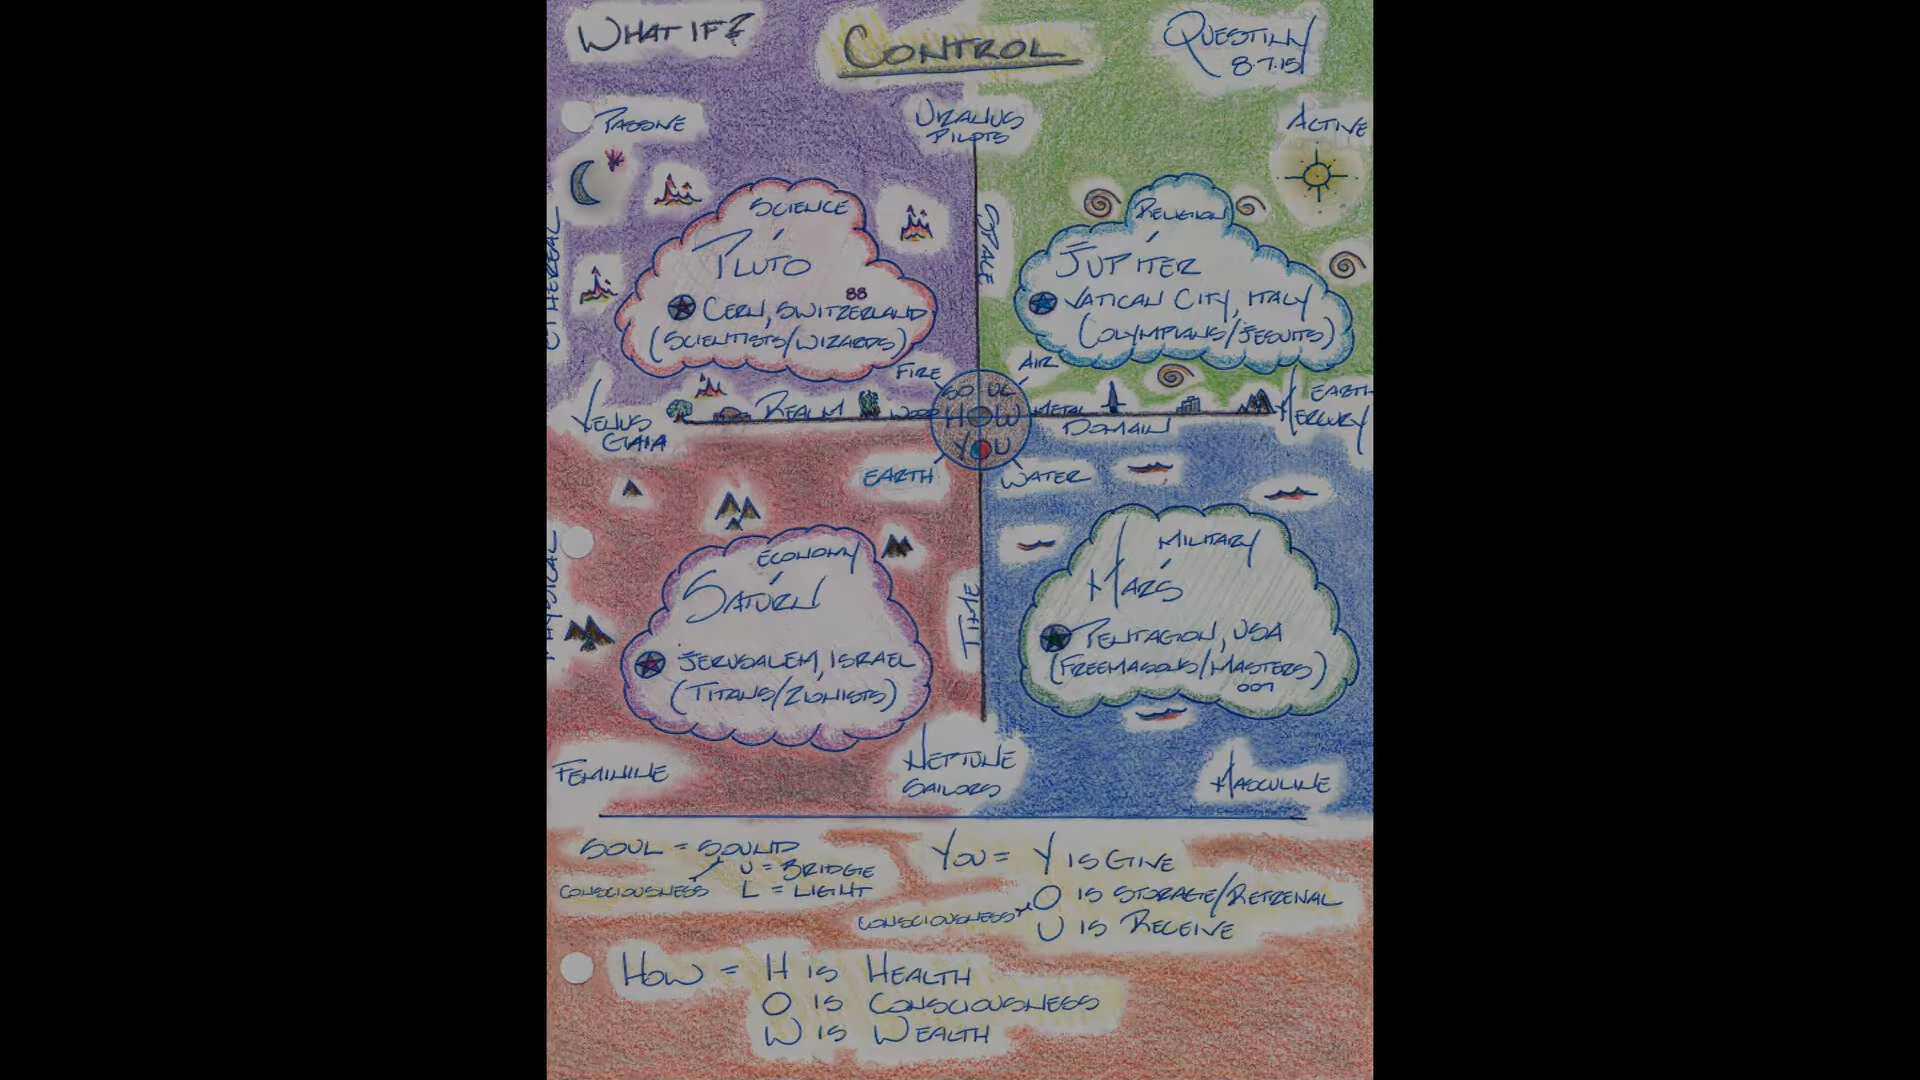 What if?
Control
Questiny
8.7.15
Passive
Uranus
Pilots
Active
Ethereal
Space
Science
Pluto
88
Cern, Switzerland
(Scientists/Wizards)
Religion
Jupiter
Vatican City, Italy
(Olympians/Jesuits)
Fire
Air
Venus
Gaia
Realm
Wood
SO UL
HOW
YOU
Metal
Domain
Earth
Mercury
Earth
Water
Physical
Time
Economy
Saturn
Jerusalem, Israel
(Titans/Zionists)
Military
Mars
Pentagon, USA
(Freemasons/Masters)
007
Feminine
Neptune
Sailors
Masculine
Soul = Sound
U = Bridge
Consciousness L = Light
You = Y is Give
Consciousness O is Storage/Retrieval
U is Receive
How = H is Health
O is Consciousness
W is Wealth